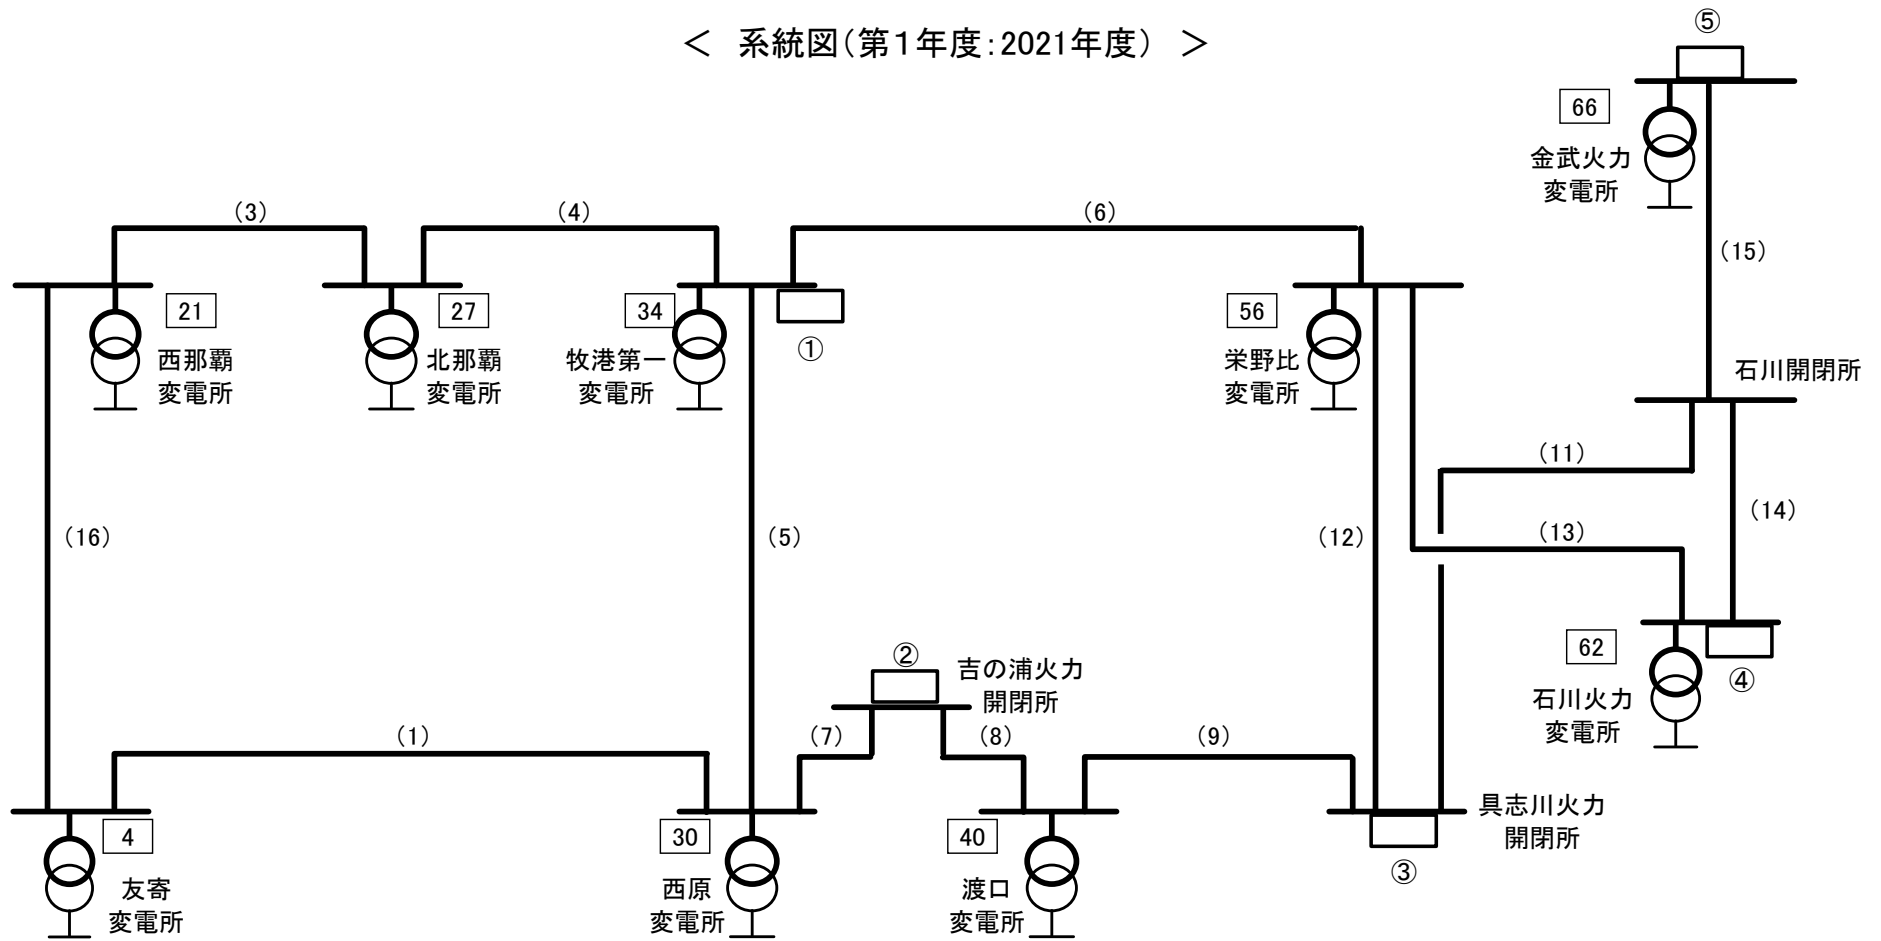 ＜ 系統図（第１年度：2021年度） ＞
⑤
66
金武火力
変電所
（3）
（4）
（6）
（15）
21
西那覇
変電所
27
北那覇
変電所
34
牧港第一
変電所
①
56
栄野比
変電所
石川開閉所
（11）
（14）
（16）
（5）
（12）
（13）
62
石川火力
変電所
④
②
吉の浦火力
開閉所
（1）
（7）
（8）
（9）
4
友寄
変電所
30
西原
変電所
40
渡口
変電所
具志川火力
開閉所
③